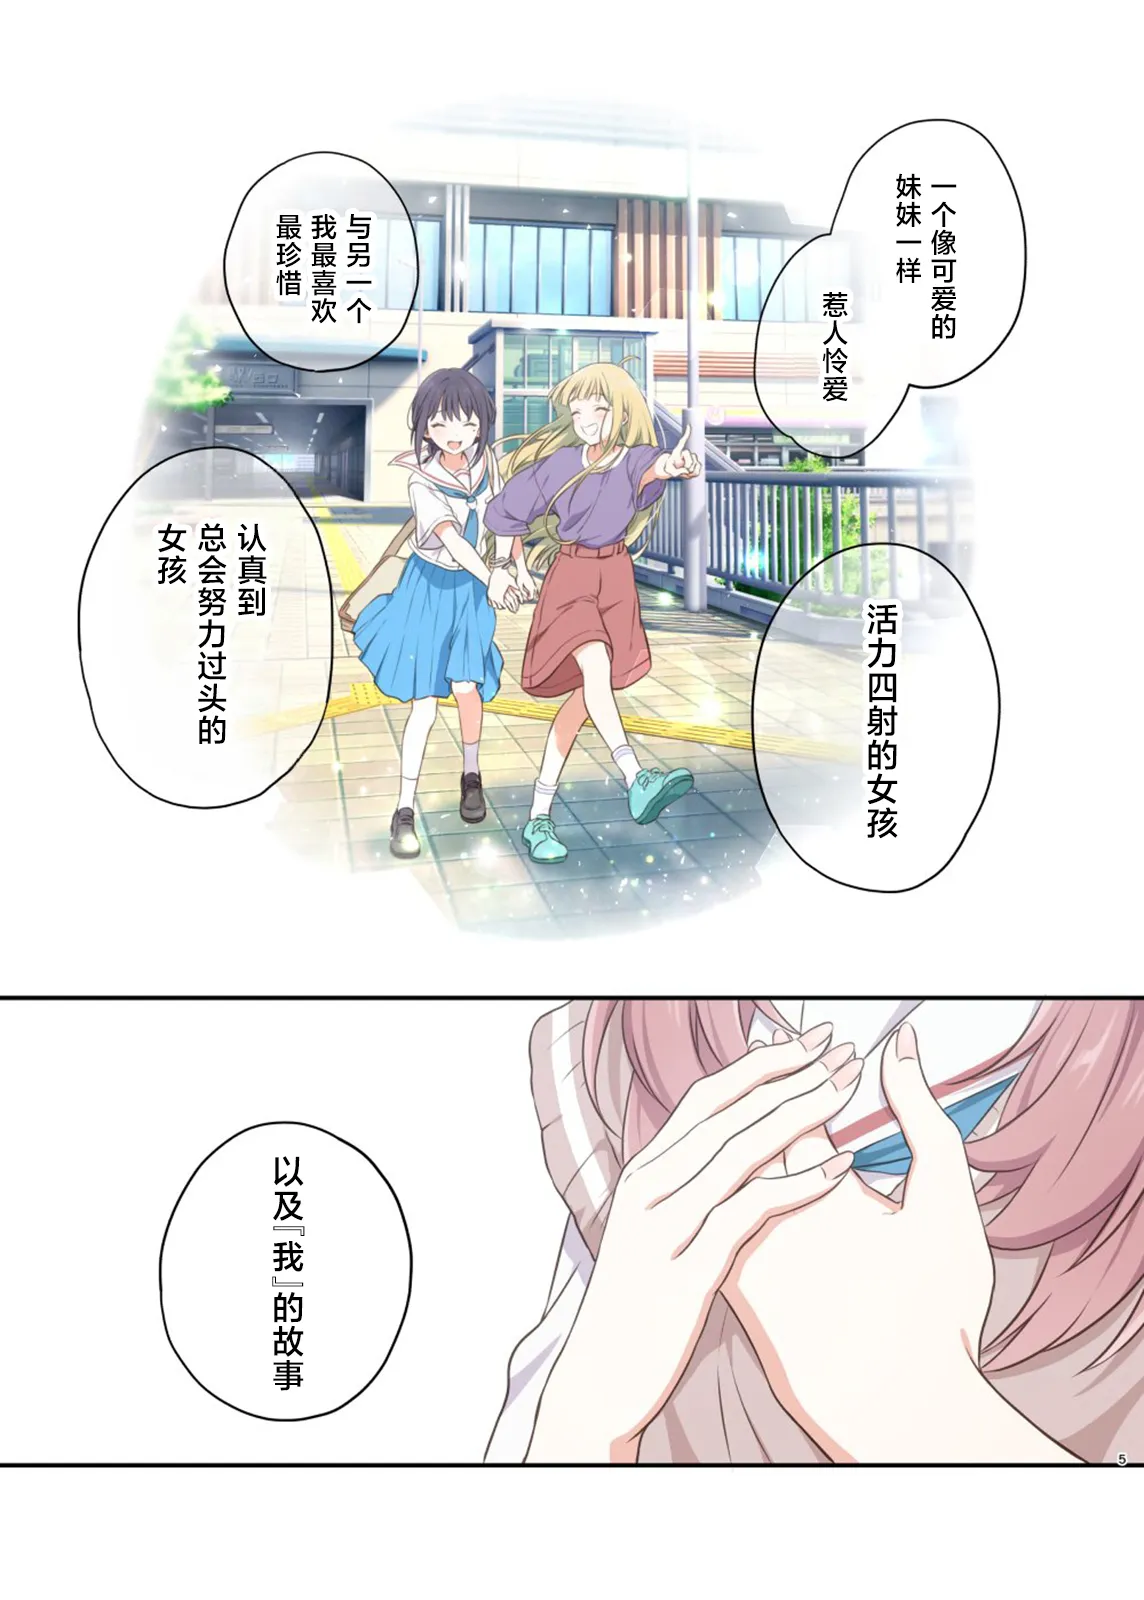 一个像可爱的
妹妹一样
惹人怜爱
活力四射的女孩
与另一个
我最喜欢
最珍惜
认真到
总会努力过头的
女孩
以及『我』的故事
5